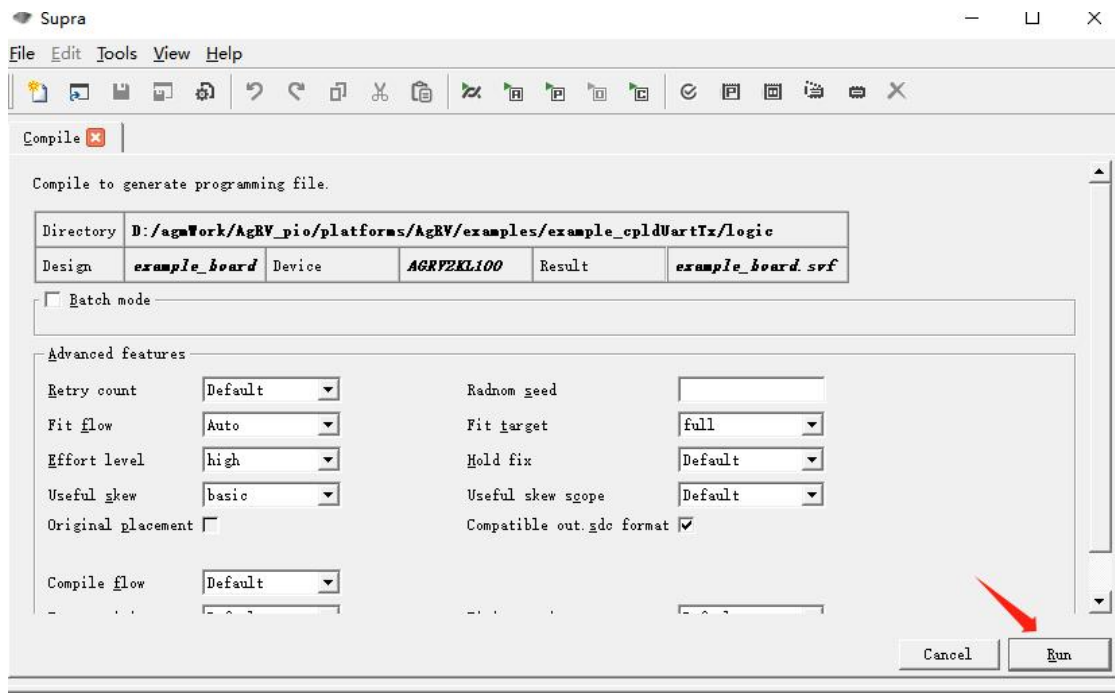 Supra
File Edit Tools View Help
Compile
Compile to generate programming file.
Directory D:/agmWork/AgRV_pio/platforms/AgRV/examples/example_cpldUartTx/logic
Design example_board Device AGRV2KL100 Result example_board.svf
Batch mode
Advanced features
Retry count Default Radnom seed
Fit flow Auto Fit target full
Effort level high Hold fix Default
Useful skew basic Useful skew scope Default
Original placement Compatible out.sdc format
Compile flow Default
Cancel Run